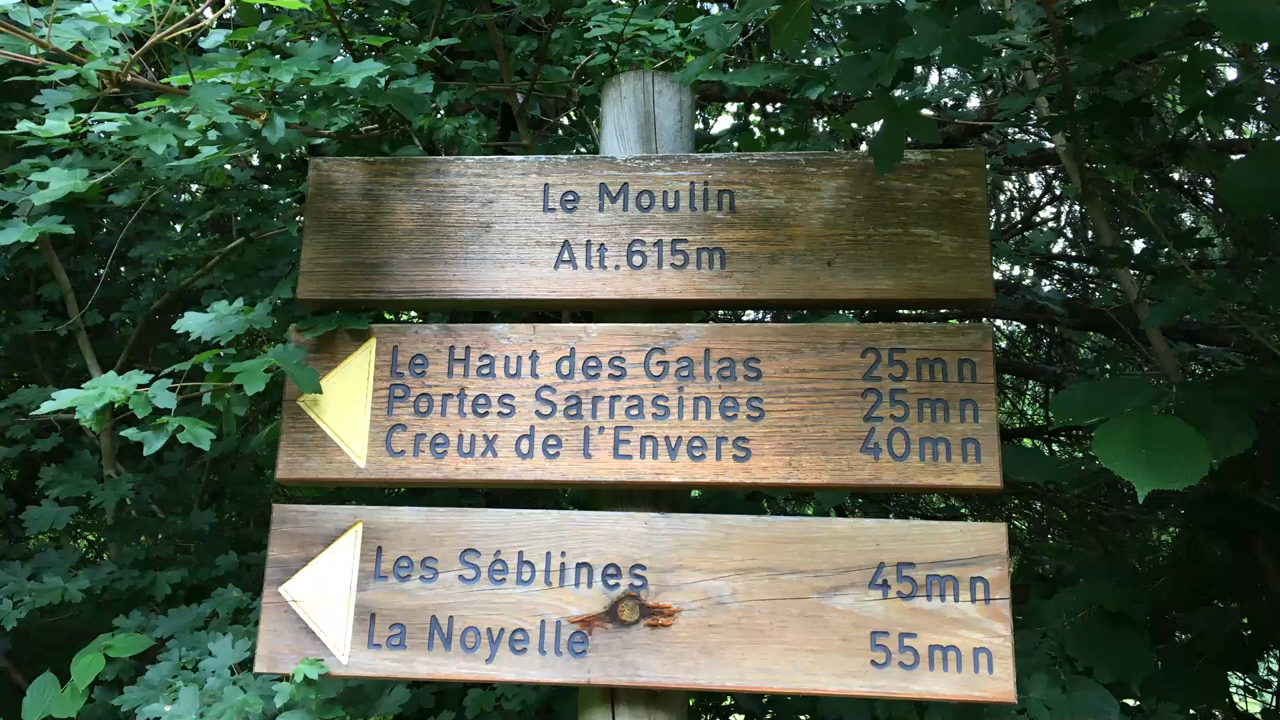 Le Moulin
Alt.615m
Le Haut des Galas 25mn
Portes Sarrasines 25mn
Creux de l'Envers 40mn
Les Séblines 45mn
La Noyelle 55mn